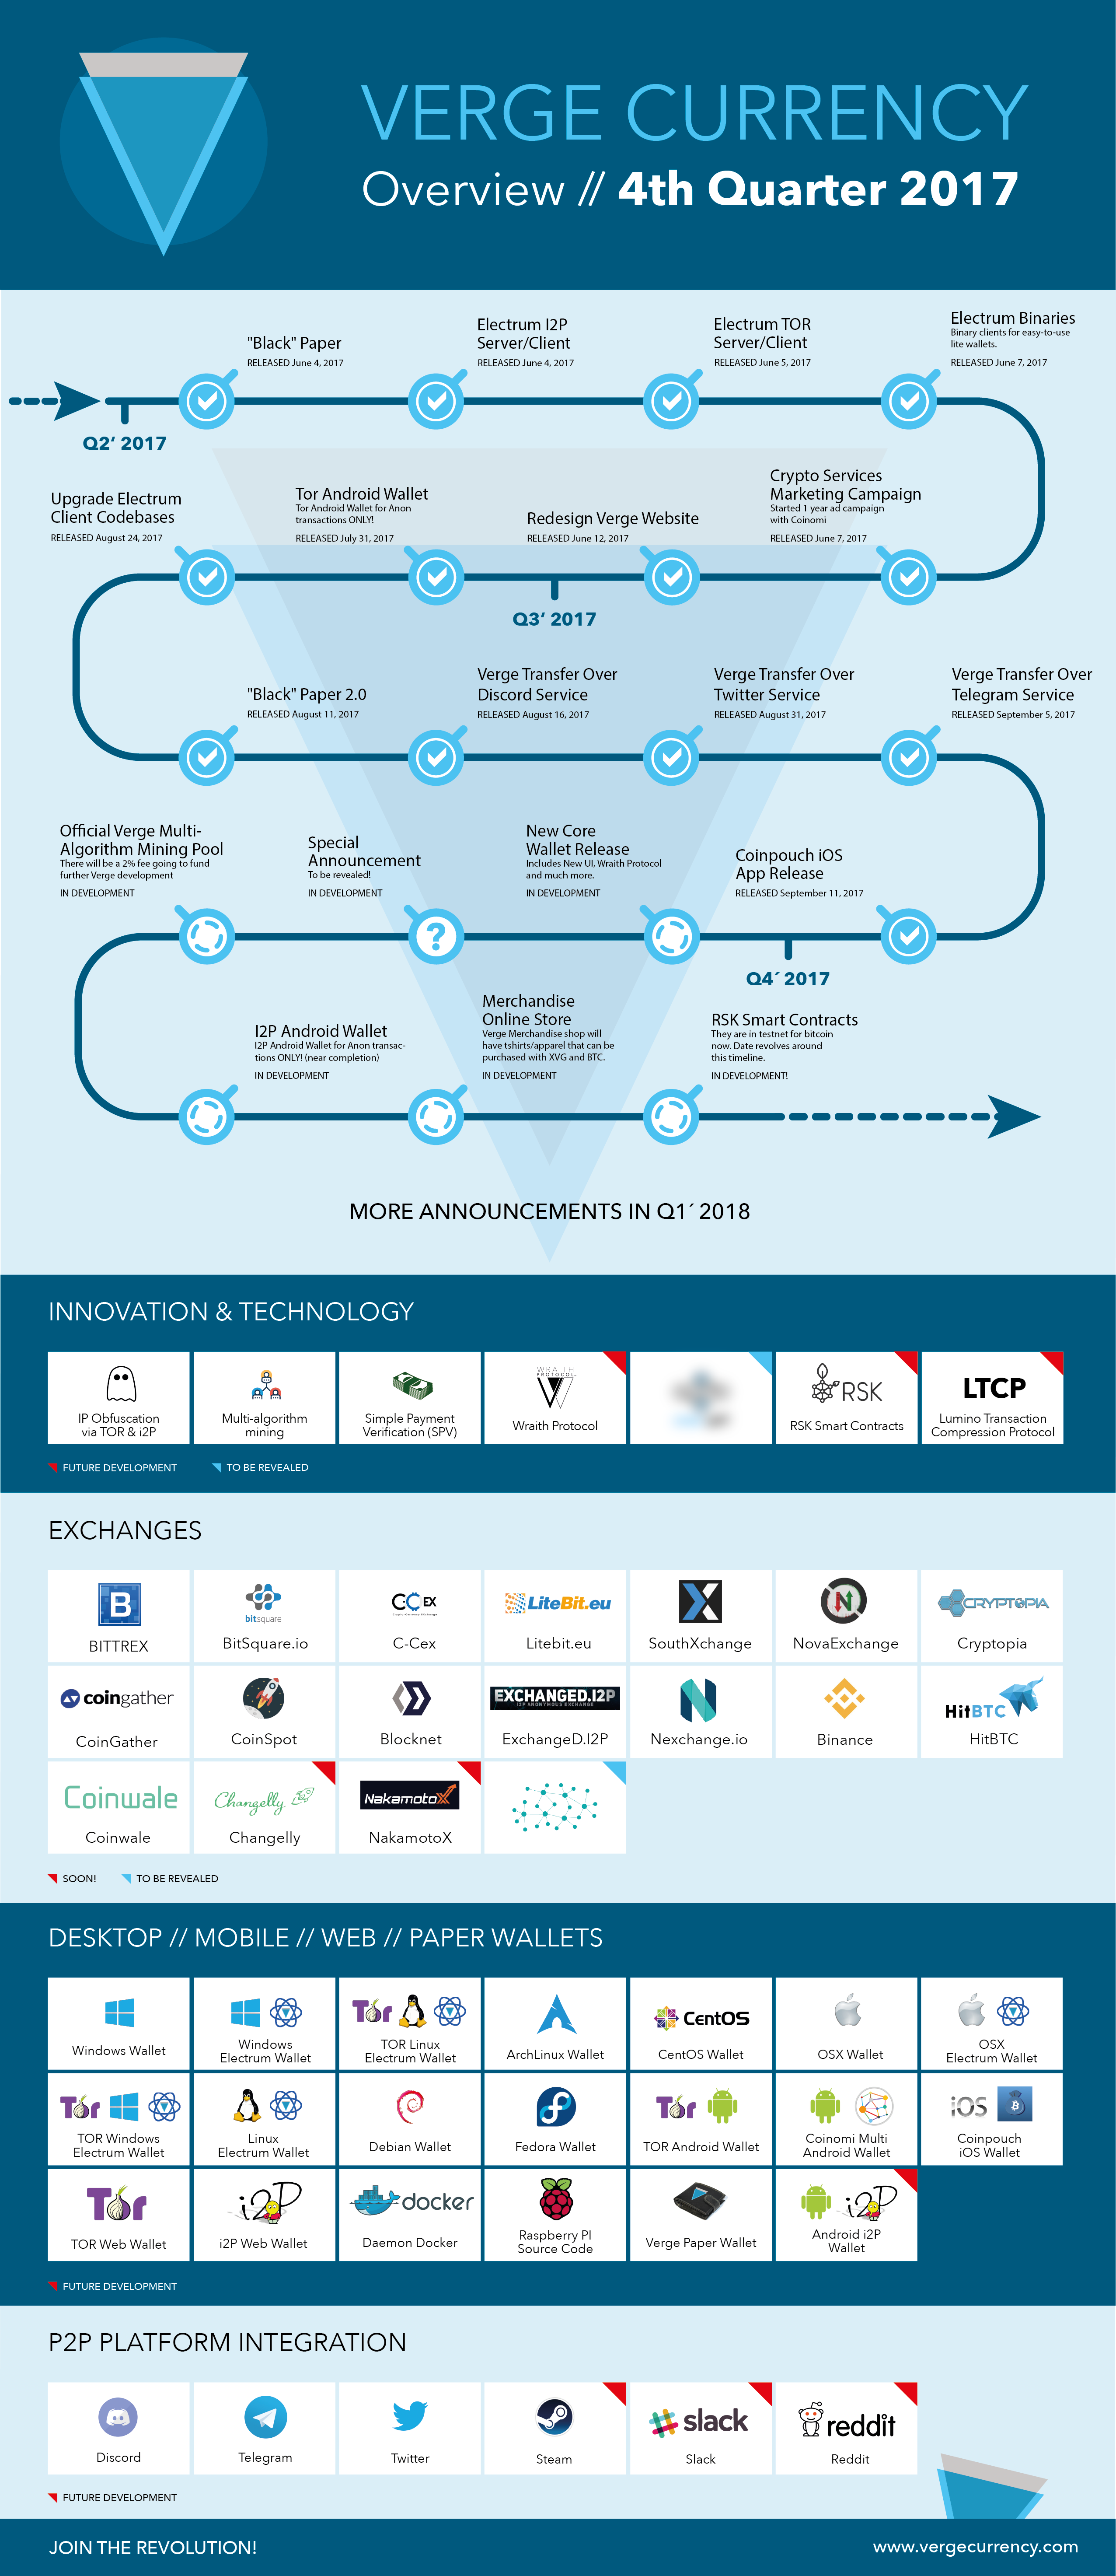 VERGE CURRENCY
Overview // 4th Quarter 2017
"Black" Paper
RELEASED June 4, 2017
Electrum I2P
Server/Client
RELEASED June 4, 2017
Electrum TOR
Server/Client
RELEASED June 5, 2017
Electrum Binaries
Binary clients for easy-to-use
lite wallets.
RELEASED June 7, 2017
Q2' 2017
Upgrade Electrum
Client Codebases
RELEASED August 24, 2017
Tor Android Wallet
Tor Android Wallet for Anon
transactions ONLY!
RELEASED July 31, 2017
Redesign Verge Website
RELEASED June 12, 2017
Crypto Services
Marketing Campaign
Started 1 year ad campaign
with Coinomi
RELEASED June 7, 2017
Q3' 2017
"Black" Paper 2.0
RELEASED August 11, 2017
Verge Transfer Over
Discord Service
RELEASED August 16, 2017
Verge Transfer Over
Twitter Service
RELEASED August 31, 2017
Verge Transfer Over
Telegram Service
RELEASED September 5, 2017
Official Verge Multi-
Algorithm Mining Pool
There will be a 2% fee going to fund
further Verge development
IN DEVELOPMENT
Special
Announcement
To be revealed!
IN DEVELOPMENT
New Core
Wallet Release
Includes New UI, Wraith Protocol
and much more.
IN DEVELOPMENT
Coinpouch iOS
App Release
RELEASED September 11, 2017
?
Q4´ 2017
I2P Android Wallet
I2P Android Wallet for Anon transac-
tions ONLY! (near completion)
IN DEVELOPMENT
Merchandise
Online Store
Verge Merchandise shop will
have tshirts/apparel that can be
purchased with XVG and BTC.
IN DEVELOPMENT
RSK Smart Contracts
They are in testnet for bitcoin
now. Date revolves around
this timeline.
IN DEVELOPMENT!
MORE ANNOUNCEMENTS IN Q1´ 2018
INNOVATION & TECHNOLOGY
IP Obfuscation
via TOR & i2P
Multi-algorithm
mining
Simple Payment
Verification (SPV)
WRAITH
PROTOCOL
Wraith Protocol
RSK
RSK Smart Contracts
LTCP
Lumino Transaction
Compression Protocol
FUTURE DEVELOPMENT
TO BE REVEALED
EXCHANGES
B
BITTREX
bitsquare
BitSquare.io
C-CEX
C-Cex
LiteBit.eu
Litebit.eu
SouthXchange
N
NovaExchange
CRYPTOPIA
Cryptopia
coingather
CoinGather
CoinSpot
Blocknet
EXCHANGED.I2P
I2P ANONYMOUS EXCHANGE
ExchangeD.I2P
Nexchange.io
Binance
HitBTC
HitBTC
Coinwale
Coinwale
Changelly
Changelly
NakamotoX
NakamotoX
SOON!
TO BE REVEALED
DESKTOP // MOBILE // WEB // PAPER WALLETS
Windows Wallet
Windows
Electrum Wallet
Tor
TOR Linux
Electrum Wallet
ArchLinux Wallet
CentOS
CentOS Wallet
OSX Wallet
OSX
Electrum Wallet
Tor
TOR Windows
Electrum Wallet
Linux
Electrum Wallet
Debian Wallet
Fedora Wallet
Tor
TOR Android Wallet
Coinomi Multi
Android Wallet
iOS
Coinpouch
iOS Wallet
Tor
TOR Web Wallet
i2P
i2P Web Wallet
docker
Daemon Docker
Raspberry PI
Source Code
Verge Paper Wallet
i2P
Android i2P
Wallet
FUTURE DEVELOPMENT
P2P PLATFORM INTEGRATION
Discord
Telegram
Twitter
Steam
slack
Slack
reddit
Reddit
FUTURE DEVELOPMENT
JOIN THE REVOLUTION!
www.vergecurrency.com